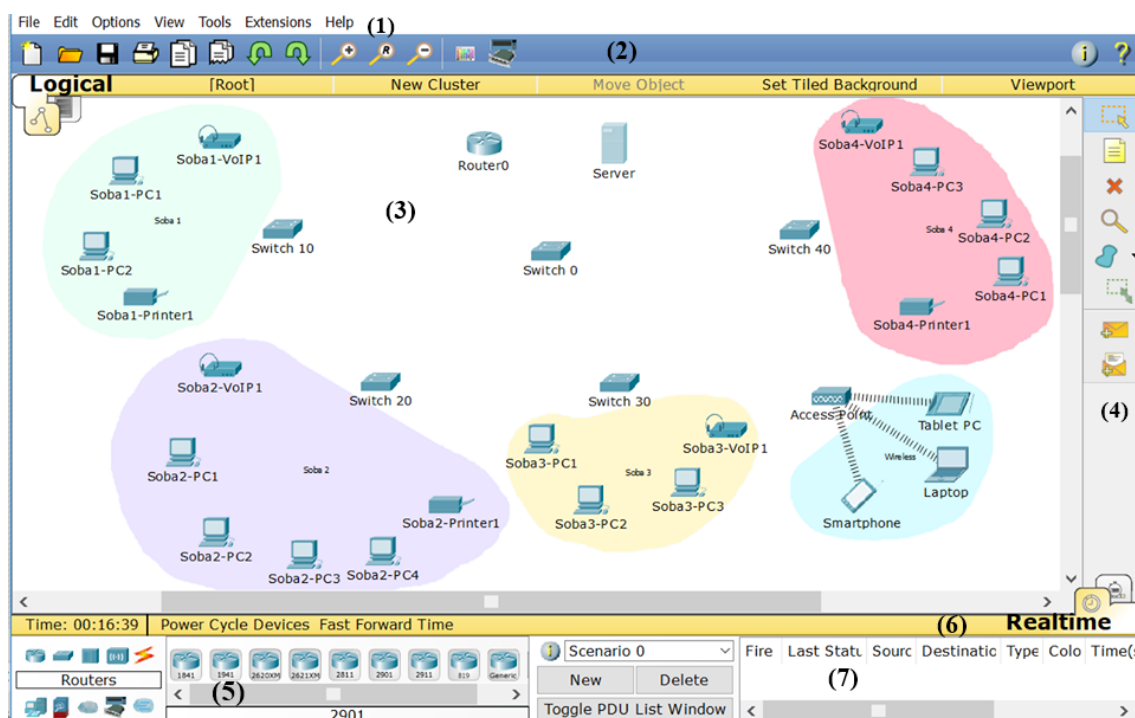 File Edit Options View Tools Extensions Help
(1)
(2)
Logical [Root] New Cluster Move Object Set Tiled Background Viewport
Soba1-VoIP1
Soba1-PC1
Soba 1
Soba1-PC2
Soba1-Printer1
Switch 10
Router0
Server
(3)
Switch 0
Switch 40
Soba4-VoIP1
Soba4-PC3
Soba 4
Soba4-PC2
Soba4-PC1
Soba4-Printer1
Soba2-VoIP1
Switch 20
Soba2-PC1
Soba 2
Soba2-Printer1
Soba2-PC2
Soba2-PC3
Soba2-PC4
Switch 30
Soba3-PC1
Soba 3
Soba3-VoIP1
Soba3-PC2
Soba3-PC3
Access Point
Tablet PC
Wireless
Laptop
Smartphone
(4)
Time: 00:16:39 Power Cycle Devices Fast Forward Time
(6)
Realtime
Routers
1841 1941 2620XM 2621XM 2811 2901 2911 819 Generic
(5)
2901
Scenario 0
New Delete
Toggle PDU List Window
Fire Last Statu Sourc Destinatic Type Colo Time(s
(7)